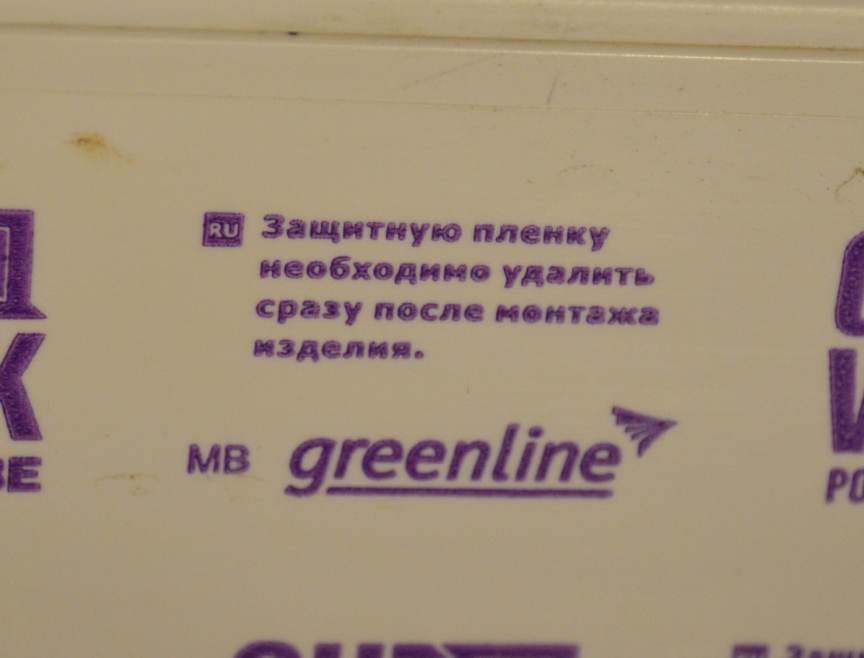 RU Защитную пленку
необходимо удалить
сразу после монтажа
изделия.
MB greenline